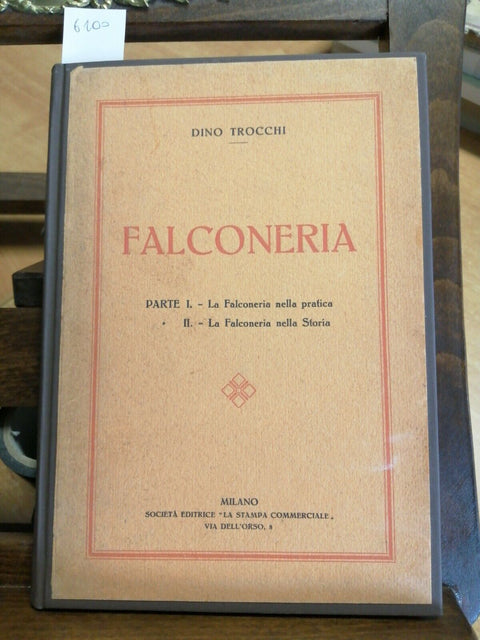 6200
DINO TROCCHI
FALCONERIA
PARTE I. - La Falconeria nella pratica
• II. - La Falconeria nella Storia
MILANO
SOCIETÀ EDITRICE "LA STAMPA COMMERCIALE„
VIA DELL'ORSO, 8